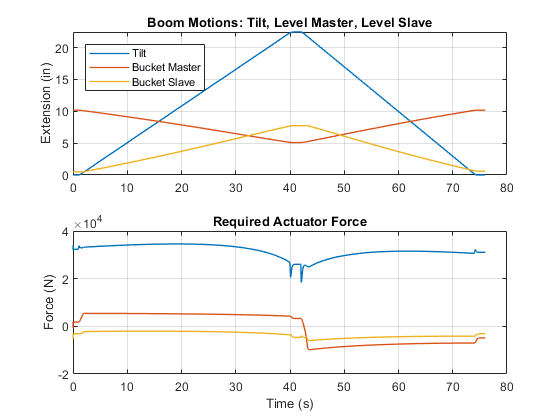 Boom Motions: Tilt, Level Master, Level Slave
Extension (in)
20
15
10
5
0
Tilt
Bucket Master
Bucket Slave
0 10 20 30 40 50 60 70 80
Required Actuator Force
×10⁴
Force (N)
4
2
0
-2
0 10 20 30 40 50 60 70 80
Time (s)